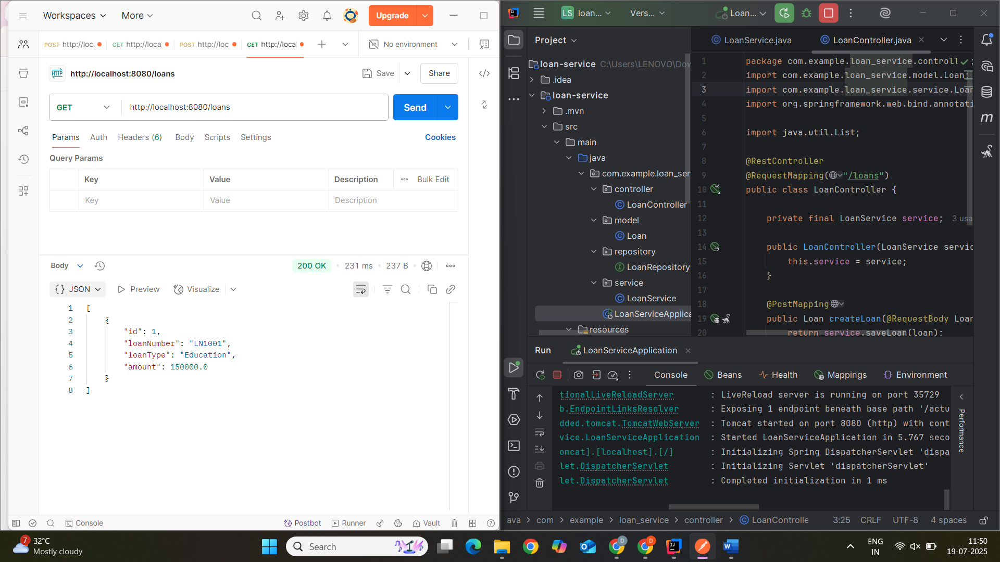 Workspaces More Upgrade
POST http://loc. GET http://local POST http://loc GET http://local No environment
HTTP http://localhost:8080/loans Save Share
GET http://localhost:8080/loans Send
Params Auth Headers (6) Body Scripts Settings Cookies
Query Params
Key Value Description Bulk Edit
Key Value Description
Body 200 OK 231 ms 237 B
{} JSON Preview Visualize
1 [
2 {
3 "id": 1,
4 "loanNumber": "LN1001",
5 "loanType": "Education",
6 "amount": 150000.0
7 }
8 ]
Console Postbot Runner Vault
LS loan... Vers... Loan...
Project
loan-service C:\Users\LENOVO\Dow
.idea
loan-service
.mvn
src
main
java
com.example.loan_ser
controller
LoanController
model
Loan
repository
LoanRepository
service
LoanService
LoanServiceApplica
resources
LoanService.java LoanController.java
1 package com.example.loan_service.controll ;
2 import com.example.loan_service.model.Loan;
3 import com.example.loan_service.service.Loan
4 import org.springframework.web.bind.annotati
5
6 import java.util.List;
7
8 @RestController
9 @RequestMapping("/loans")
10 public class LoanController {
11
12 private final LoanService service; 3 usa
13
14 public LoanController(LoanService servic
15 this.service = service;
16 }
17
18 @PostMapping
19 public Loan createLoan(@RequestBody Loan
20 return service.saveLoan(loan);
Run LoanServiceApplication
Console Beans Health Mappings Environment
tionalLiveReloadServer : LiveReload server is running on port 35729
b.EndpointLinksResolver : Exposing 1 endpoint beneath base path '/actu
dded.tomcat.TomcatWebServer : Tomcat started on port 8080 (http) with cont
vice.LoanServiceApplication : Started LoanServiceApplication in 5.767 seco
omcat].[localhost].[/] : Initializing Spring DispatcherServlet 'dispa
let.DispatcherServlet : Initializing Servlet 'dispatcherServlet'
let.DispatcherServlet : Completed initialization in 1 ms
Performance
ava > com > example > loan_service > controller > LoanControlle 3:25 CRLF UTF-8 4 spaces
7 32°C
Mostly cloudy
Search
ENG
IN
11:50
19-07-2025